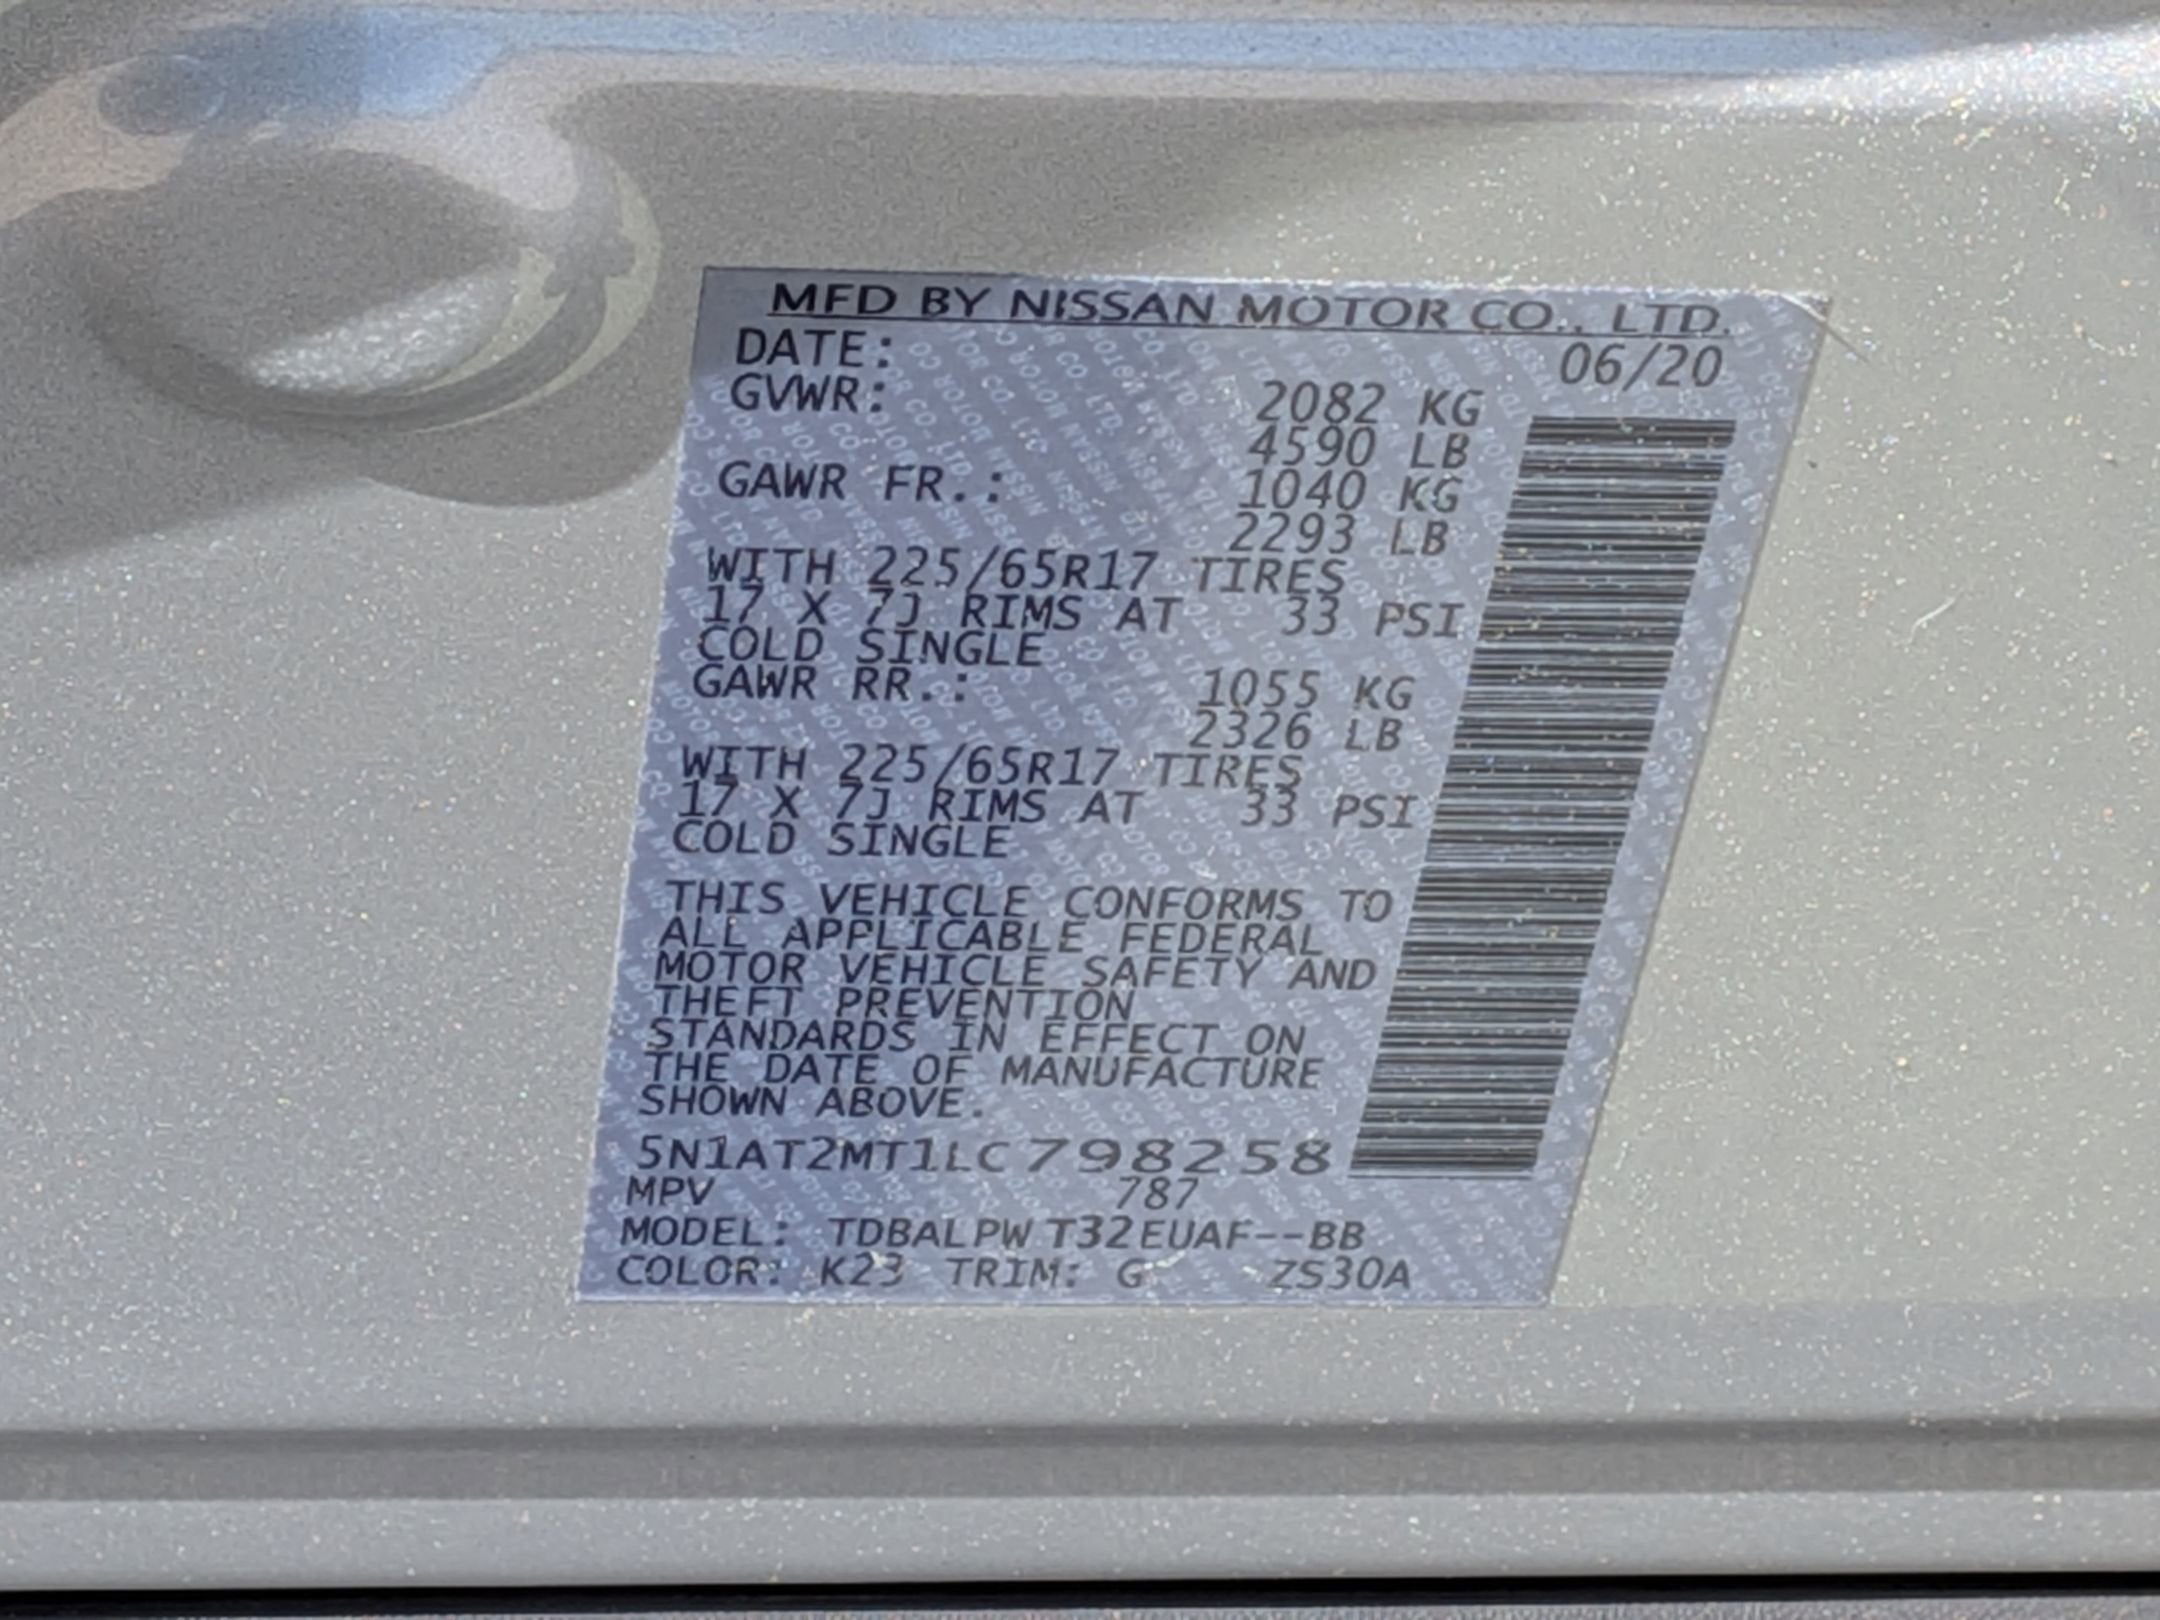 MFD BY NISSAN MOTOR CO., LTD.
DATE: 06/20
GVWR: 2082 KG
4590 LB
GAWR FR.: 1040 KG
2293 LB
WITH 225/65R17 TIRES
17 X 7J RIMS AT 33 PSI
COLD SINGLE
GAWR RR.: 1055 KG
2326 LB
WITH 225/65R17 TIRES
17 X 7J RIMS AT 33 PSI
COLD SINGLE
THIS VEHICLE CONFORMS TO
ALL APPLICABLE FEDERAL
MOTOR VEHICLE SAFETY AND
THEFT PREVENTION
STANDARDS IN EFFECT ON
THE DATE OF MANUFACTURE
SHOWN ABOVE.
5N1AT2MT1LC798258
MPV 787
MODEL: TDBALPW T32EUAF--BB
COLOR: K23 TRIM: G ZS30A